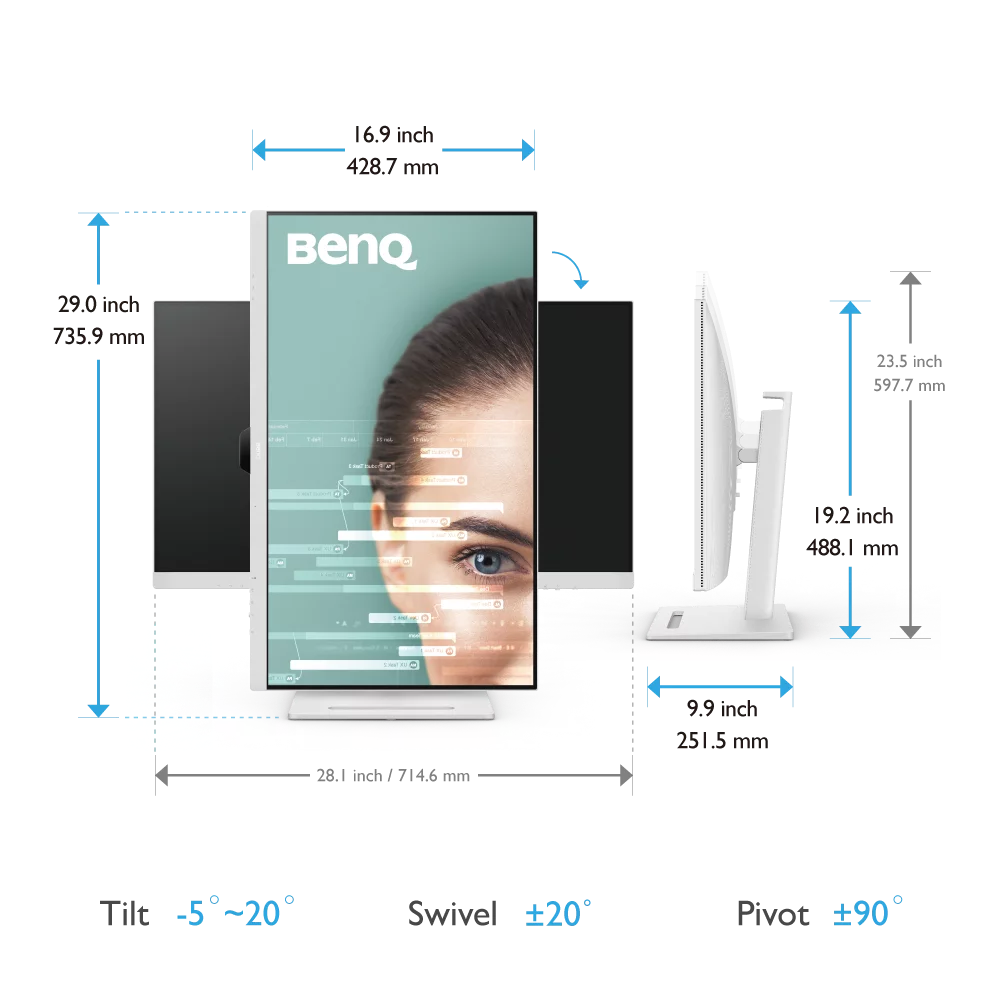 16.9 inch
428.7 mm
29.0 inch
735.9 mm
BenQ
23.5 inch
597.7 mm
19.2 inch
488.1 mm
9.9 inch
251.5 mm
28.1 inch / 714.6 mm
Tilt -5°~20°
Swivel ±20°
Pivot ±90°